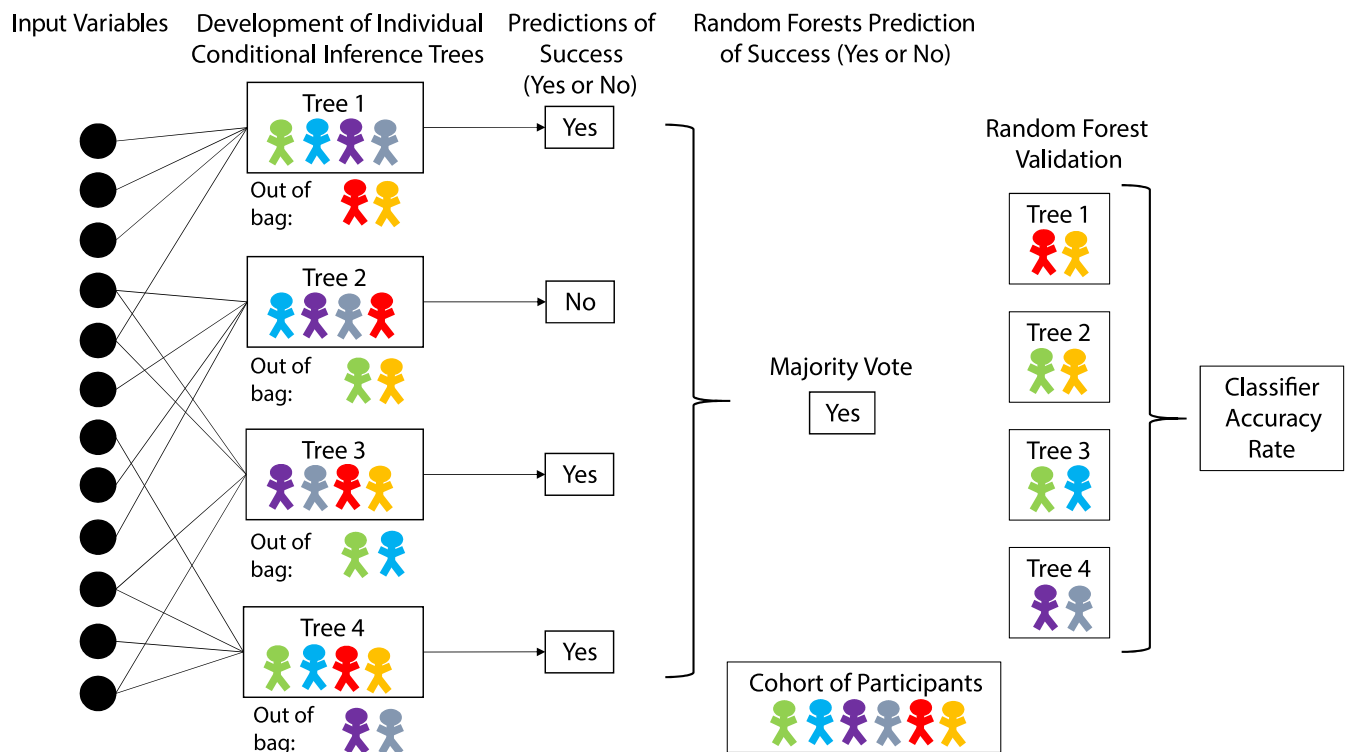 Input Variables
Development of Individual
Conditional Inference Trees
Predictions of
Success
(Yes or No)
Random Forests Prediction
of Success (Yes or No)
Tree 1
Out of
bag:
Yes
Tree 2
Out of
bag:
No
Tree 3
Out of
bag:
Yes
Tree 4
Out of
bag:
Yes
Majority Vote
Yes
Random Forest
Validation
Tree 1
Tree 2
Tree 3
Tree 4
Classifier
Accuracy
Rate
Cohort of Participants